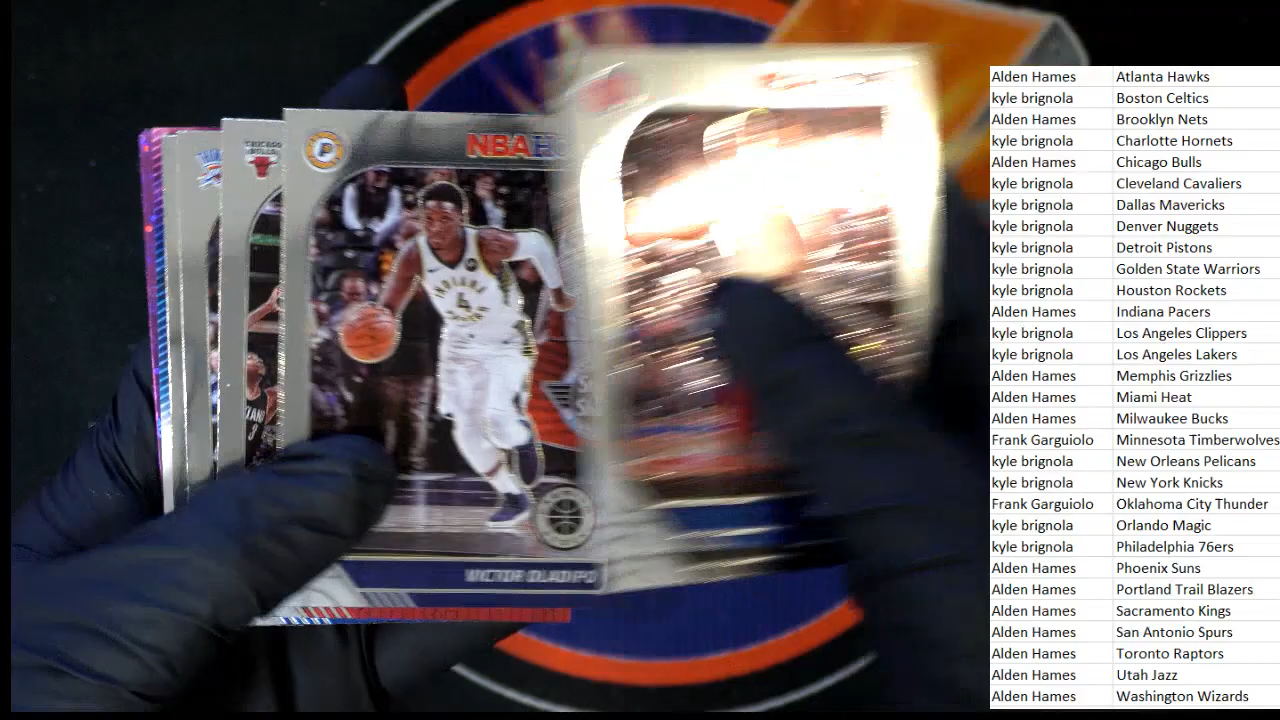 CHICAGO
BULLS
NBA
INDIANA
4
VICTOR OLADIPO
Alden Hames Atlanta Hawks
kyle brignola Boston Celtics
Alden Hames Brooklyn Nets
kyle brignola Charlotte Hornets
Alden Hames Chicago Bulls
kyle brignola Cleveland Cavaliers
kyle brignola Dallas Mavericks
kyle brignola Denver Nuggets
kyle brignola Detroit Pistons
kyle brignola Golden State Warriors
kyle brignola Houston Rockets
Alden Hames Indiana Pacers
kyle brignola Los Angeles Clippers
kyle brignola Los Angeles Lakers
Alden Hames Memphis Grizzlies
Alden Hames Miami Heat
Alden Hames Milwaukee Bucks
Frank Garguiolo Minnesota Timberwolves
kyle brignola New Orleans Pelicans
kyle brignola New York Knicks
Frank Garguiolo Oklahoma City Thunder
kyle brignola Orlando Magic
kyle brignola Philadelphia 76ers
Alden Hames Phoenix Suns
Alden Hames Portland Trail Blazers
Alden Hames Sacramento Kings
Alden Hames San Antonio Spurs
Alden Hames Toronto Raptors
Alden Hames Utah Jazz
Alden Hames Washington Wizards